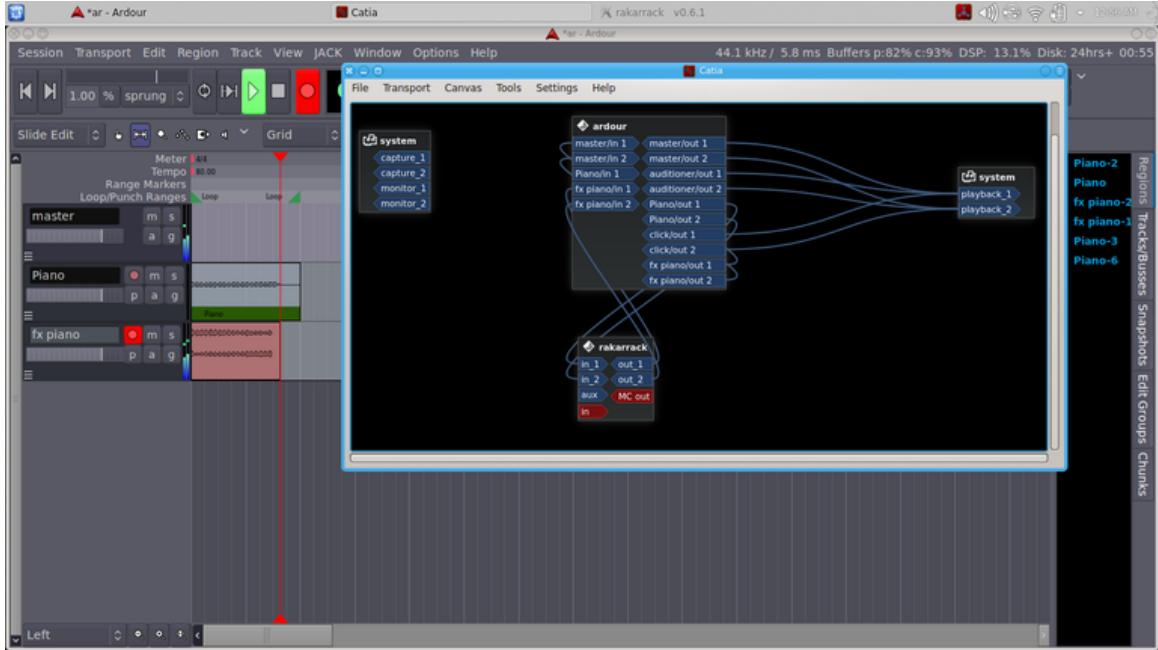 *ar - Ardour
Catia
rakarrack v0.6.1
*ar - Ardour
Session Transport Edit Region Track View JACK Window Options Help
44.1 kHz / 5.8 ms Buffers p:82% c:93% DSP: 13.1% Disk: 24hrs+ 00:55
1.00 % sprung
Slide Edit
Grid
Meter 4/4
Tempo 80.00
Range Markers
Loop/Punch Ranges Loop Loop
master m s
a g
Piano m s
p a g
Piano
fx piano m s
p a g
Left
Catia
File Transport Canvas Tools Settings Help
system
capture_1
capture_2
monitor_1
monitor_2
ardour
master/in 1 master/out 1
master/in 2 master/out 2
Piano/in 1 auditioner/out 1
fx piano/in 1 auditioner/out 2
fx piano/in 2 Piano/out 1
Piano/out 2
click/out 1
click/out 2
fx piano/out 1
fx piano/out 2
rakarrack
in_1 out_1
in_2 out_2
aux MC out
in
system
playback_1
playback_2
Piano-2
Piano
fx piano-2
fx piano-1
Piano-3
Piano-6
Regions
Tracks/Busses
Snapshots
Edit Groups
Chunks